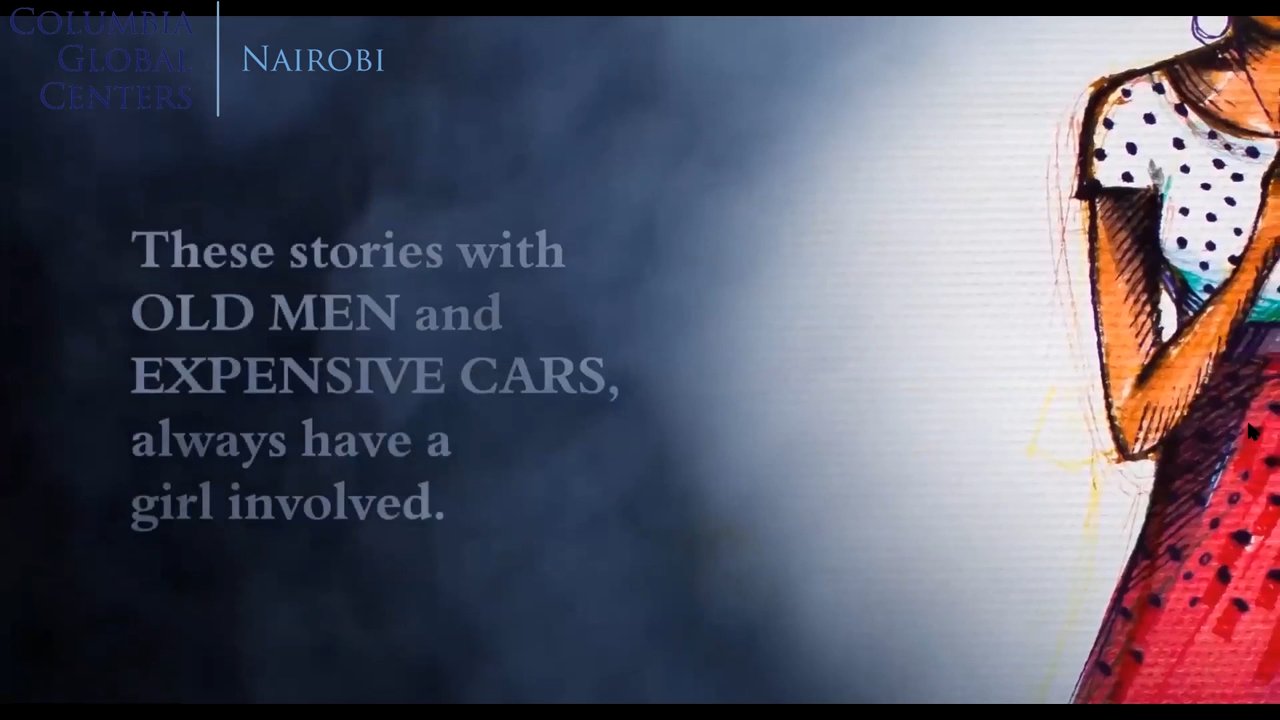 COLUMBIA
GLOBAL
CENTERS
NAIROBI
These stories with
OLD MEN and
EXPENSIVE CARS,
always have a
girl involved.